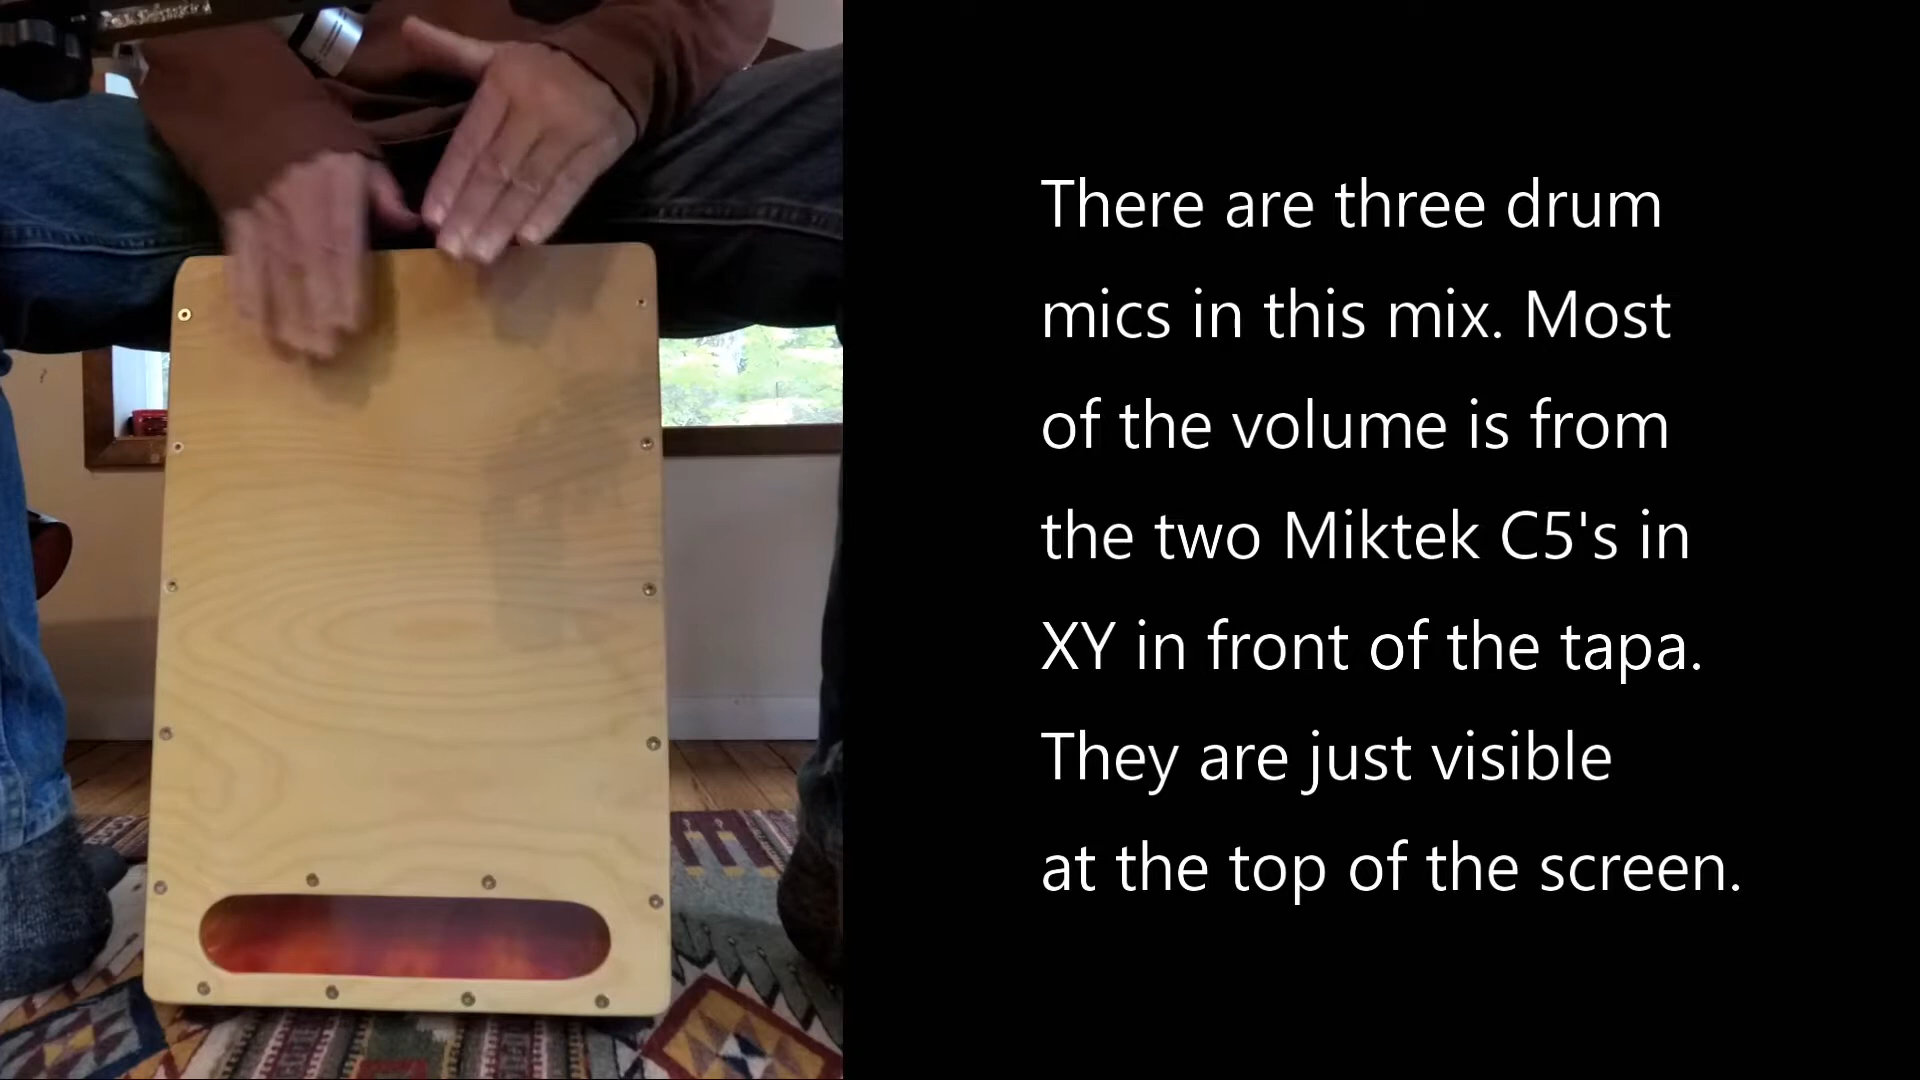 There are three drum
mics in this mix. Most
of the volume is from
the two Miktek C5's in
XY in front of the tapa.
They are just visible
at the top of the screen.